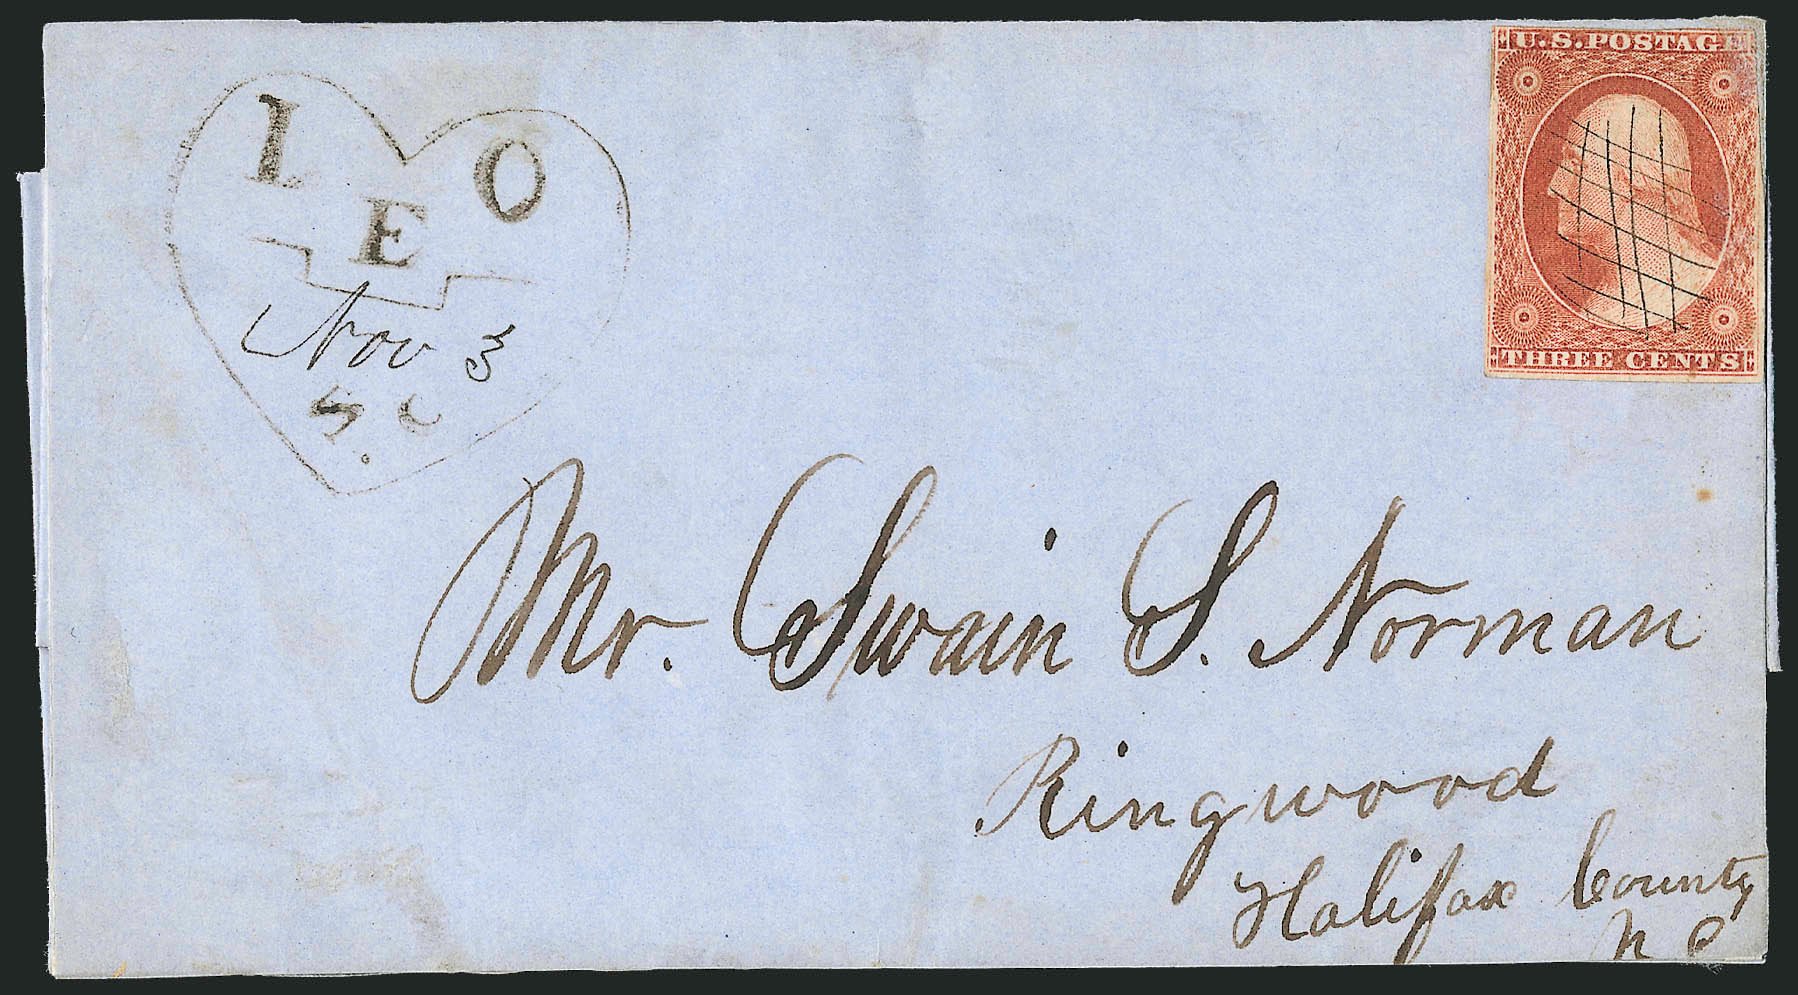 L E O
Nov 3
S. C
U.S. POSTAGE
THREE CENTS
Mr. Swain S. Norman
Ringwood
Halifax County
N C